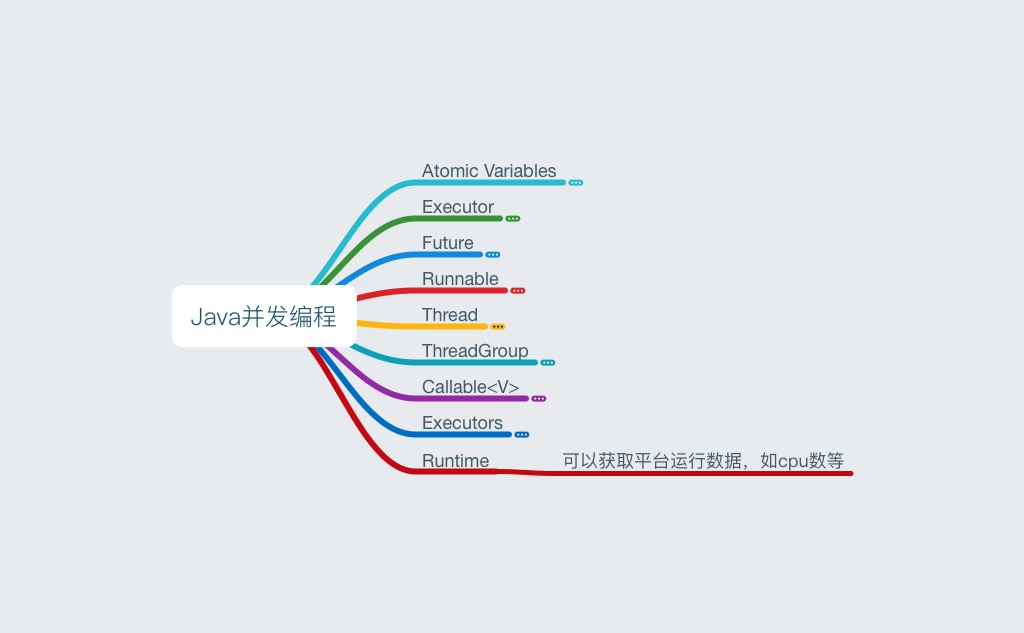 Atomic Variables
Executor
Future
Runnable
Java并发编程
Thread
ThreadGroup
Callable<V>
Executors
Runtime
可以获取平台运行数据，如cpu数等